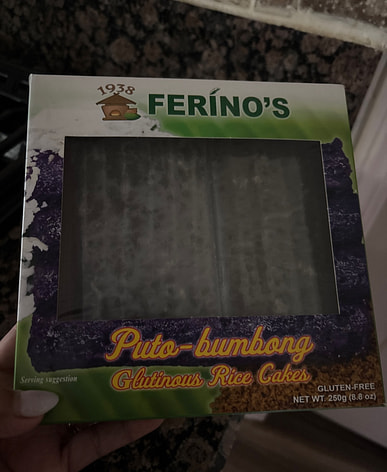 1938
FERÍNO'S
Puto-bumbong
Glutinous Rice Cakes
Serving suggestion
GLUTEN-FREE
NET WT. 250g (8.8 oz)